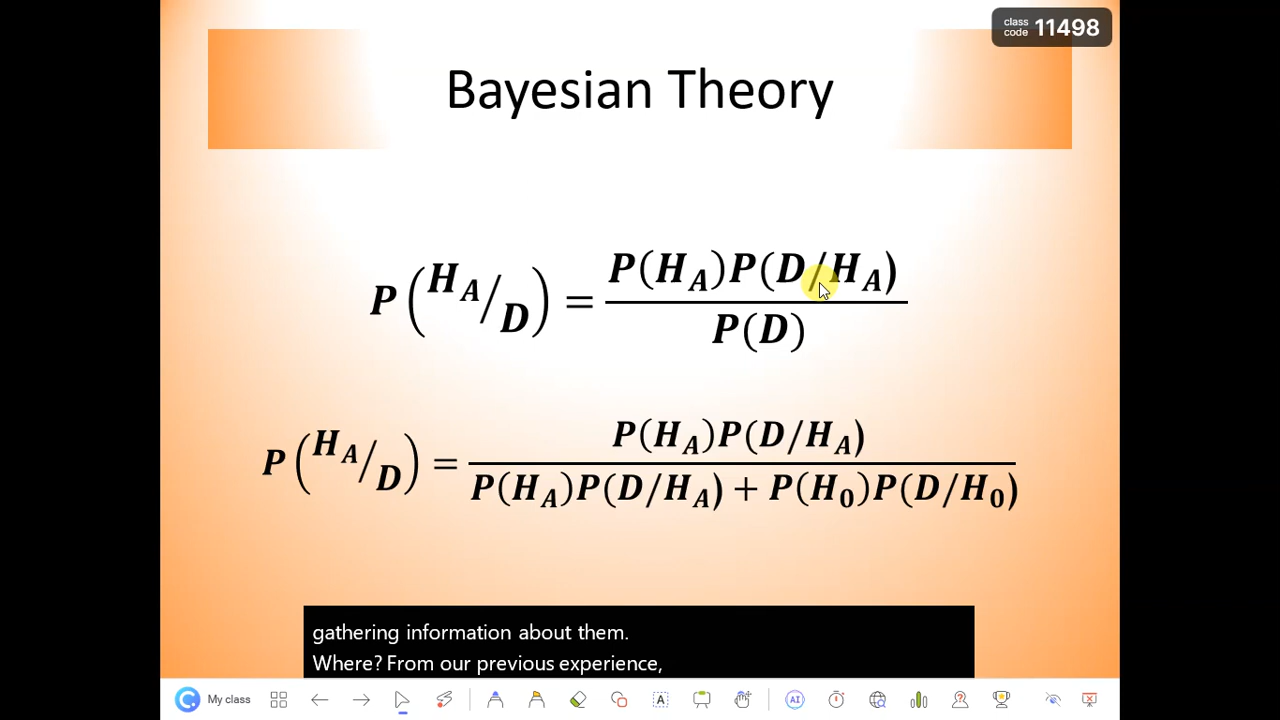 class code 11498
Bayesian Theory
P(H_A/D) = P(H_A)P(D/H_A) / P(D)
P(H_A/D) = P(H_A)P(D/H_A) / P(H_A)P(D/H_A) + P(H_0)P(D/H_0)
gathering information about them.
Where? From our previous experience,
My class
A
AI